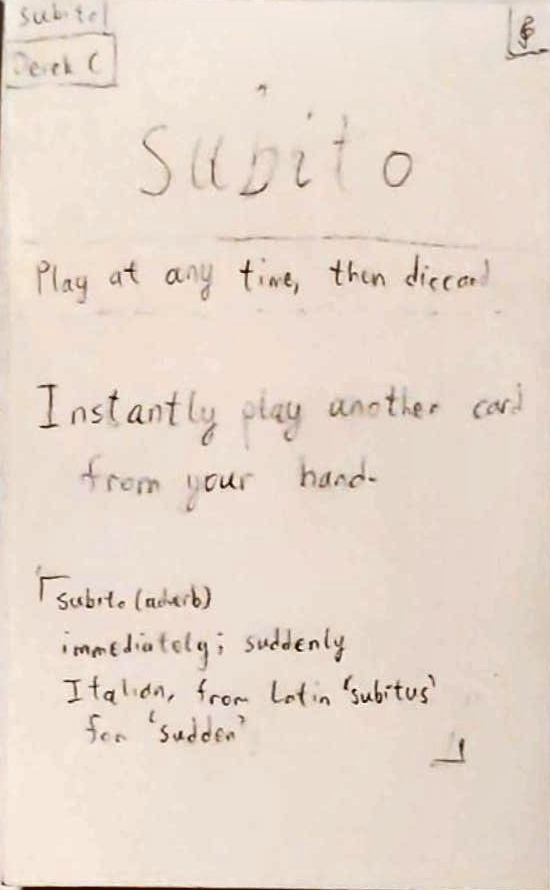 Subito
Derek C
Subito
Play at any time, then discard
Instantly play another card
from your hand.
subito (adverb)
immediately; suddenly
Italian, from Latin 'subitus'
for 'sudden'